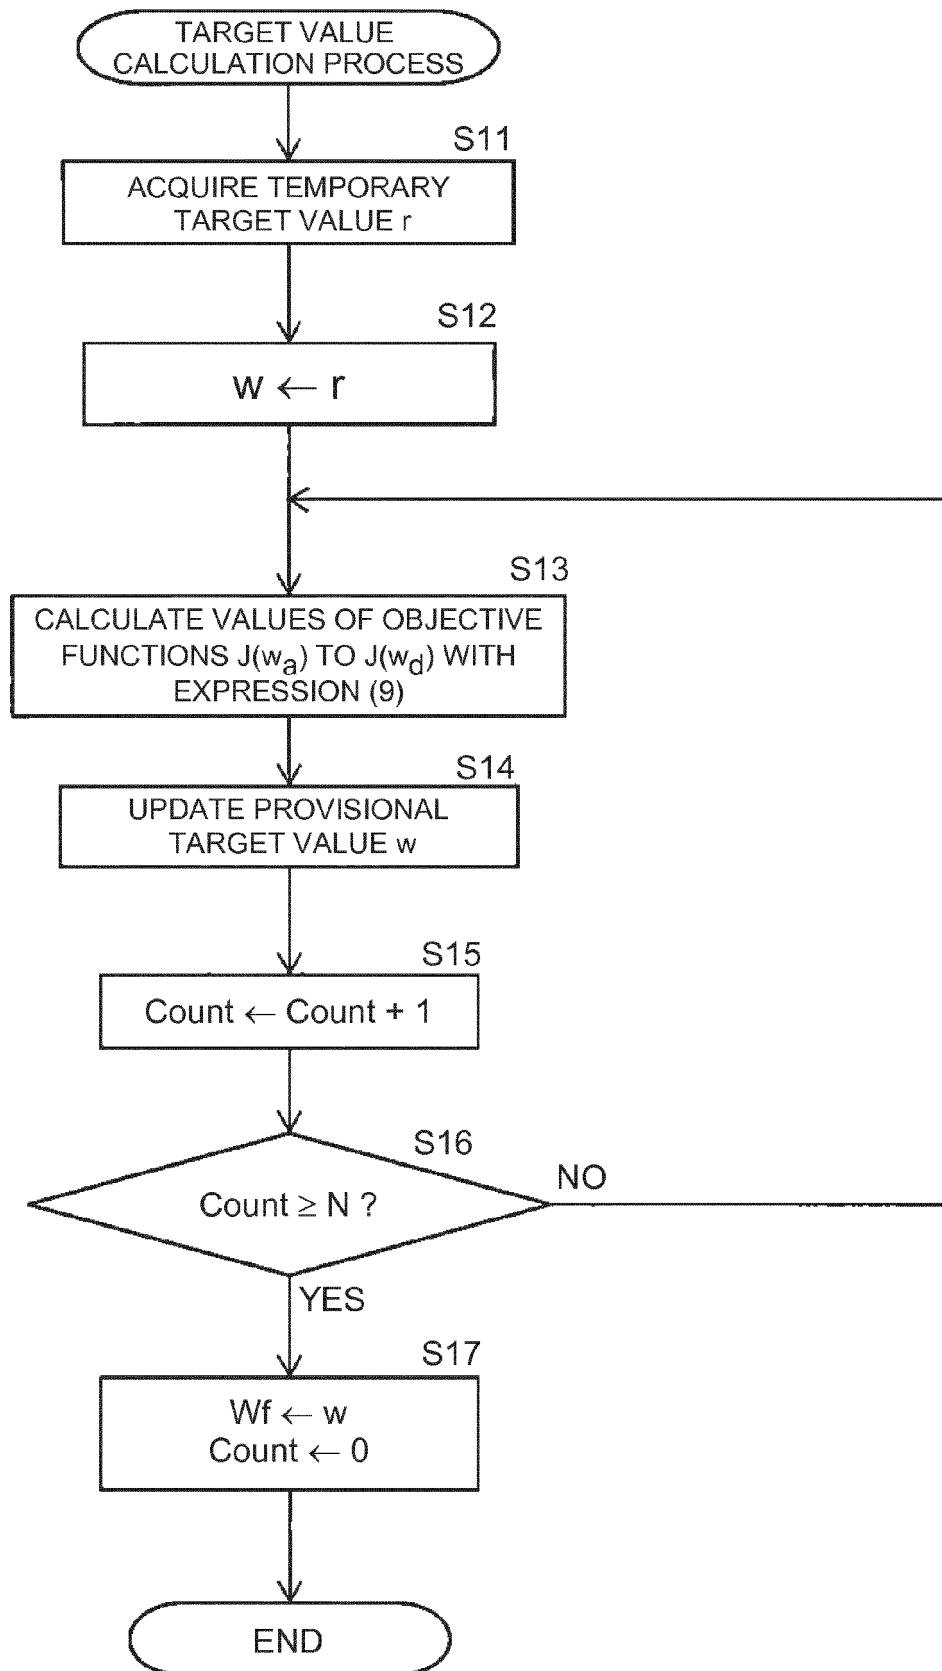 TARGET VALUE
CALCULATION PROCESS
S11
ACQUIRE TEMPORARY
TARGET VALUE r
S12
w ← r
S13
CALCULATE VALUES OF OBJECTIVE
FUNCTIONS J(wa) TO J(wd) WITH
EXPRESSION (9)
S14
UPDATE PROVISIONAL
TARGET VALUE w
S15
Count ← Count + 1
S16
Count ≥ N ?
NO
YES
S17
Wf ← w
Count ← 0
END